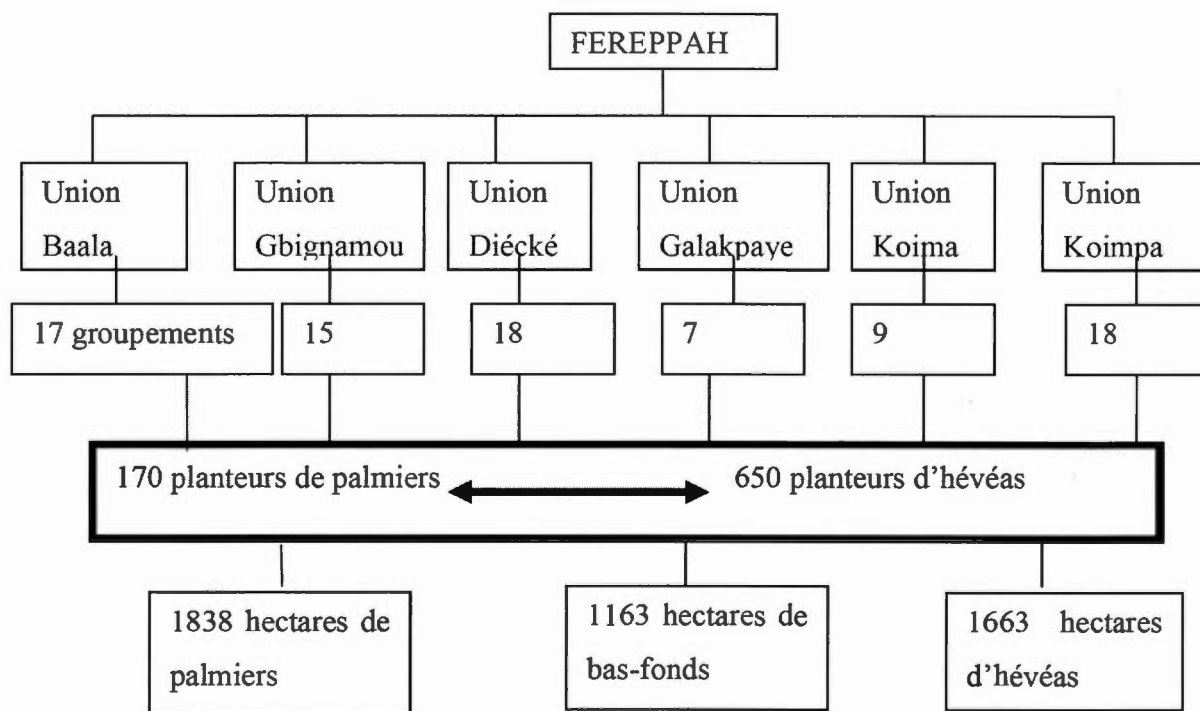 FEREPPAH
Union
Baala
Union
Gbignamou
Union
Diécké
Union
Galakpaye
Union
Koima
Union
Koimpa
17 groupements
15
18
7
9
18
170 planteurs de palmiers
650 planteurs d'hévéas
1838 hectares de
palmiers
1163 hectares de
bas-fonds
1663 hectares
d'hévéas